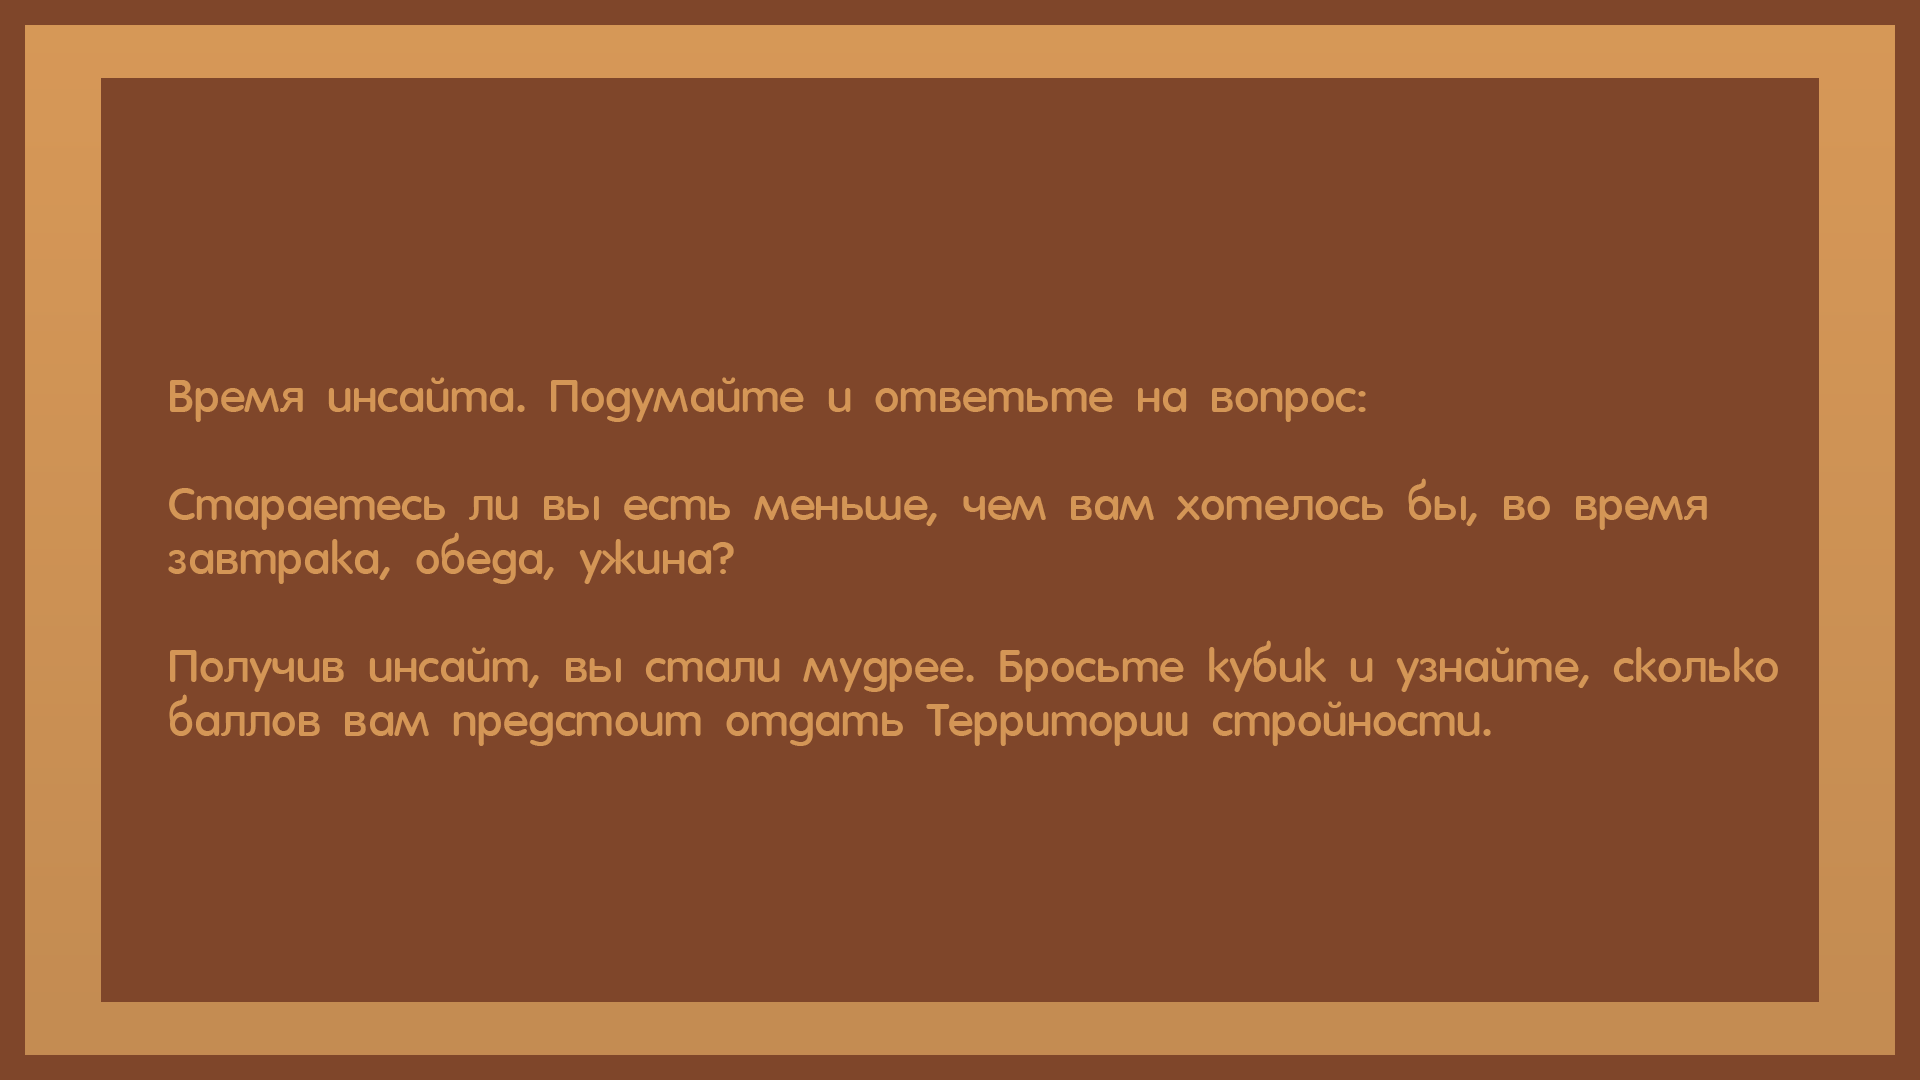 Время инсайта. Подумайте и ответьте на вопрос:
Стараетесь ли вы есть меньше, чем вам хотелось бы, во время
завтрака, обеда, ужина?
Получив инсайт, вы стали мудрее. Бросьте кубик и узнайте, сколько
баллов вам предстоит отдать Территории стройности.